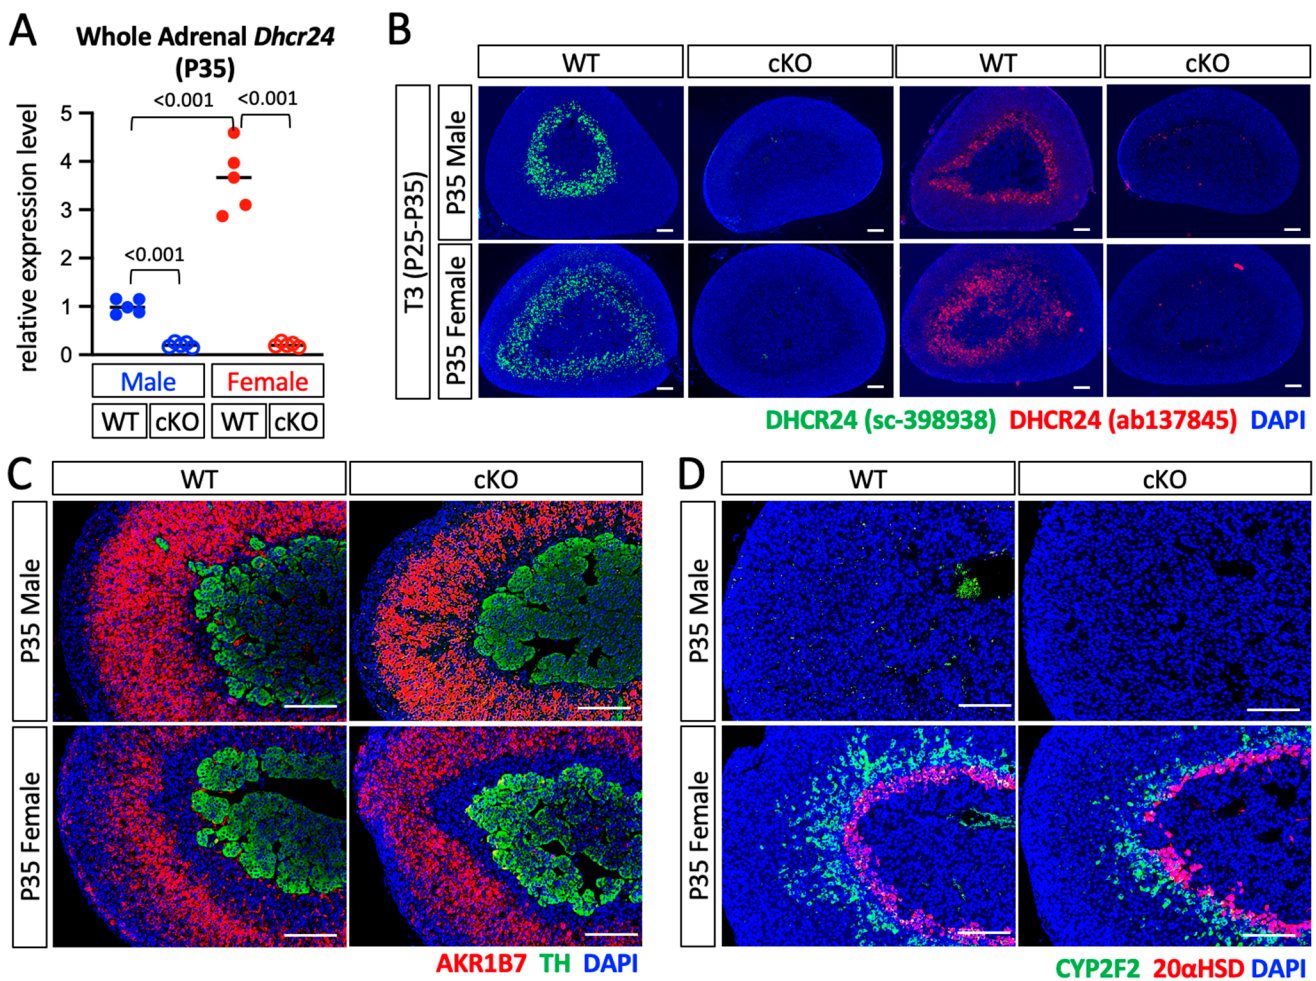 A
Whole Adrenal Dhcr24
(P35)
relative expression level
5
4
3
2
1
0
<0.001
<0.001
<0.001
Male
Female
WT
cKO
WT
cKO
B
WT
cKO
WT
cKO
T3 (P25-P35)
P35 Male
P35 Female
DHCR24 (sc-398938) DHCR24 (ab137845) DAPI
C
WT
cKO
P35 Male
P35 Female
AKR1B7 TH DAPI
D
WT
cKO
P35 Male
P35 Female
CYP2F2 20αHSD DAPI